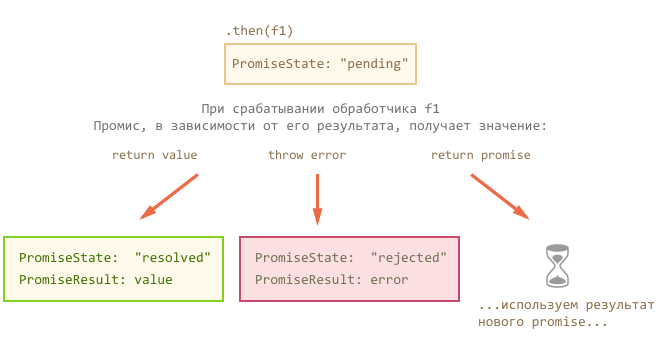 .then(f1)
PromiseState: "pending"
При срабатывании обработчика f1
Промис, в зависимости от его результата, получает значение:
return value
throw error
return promise
PromiseState:  "resolved"
PromiseResult: value
PromiseState:  "rejected"
PromiseResult: error
...используем результат
нового promise...